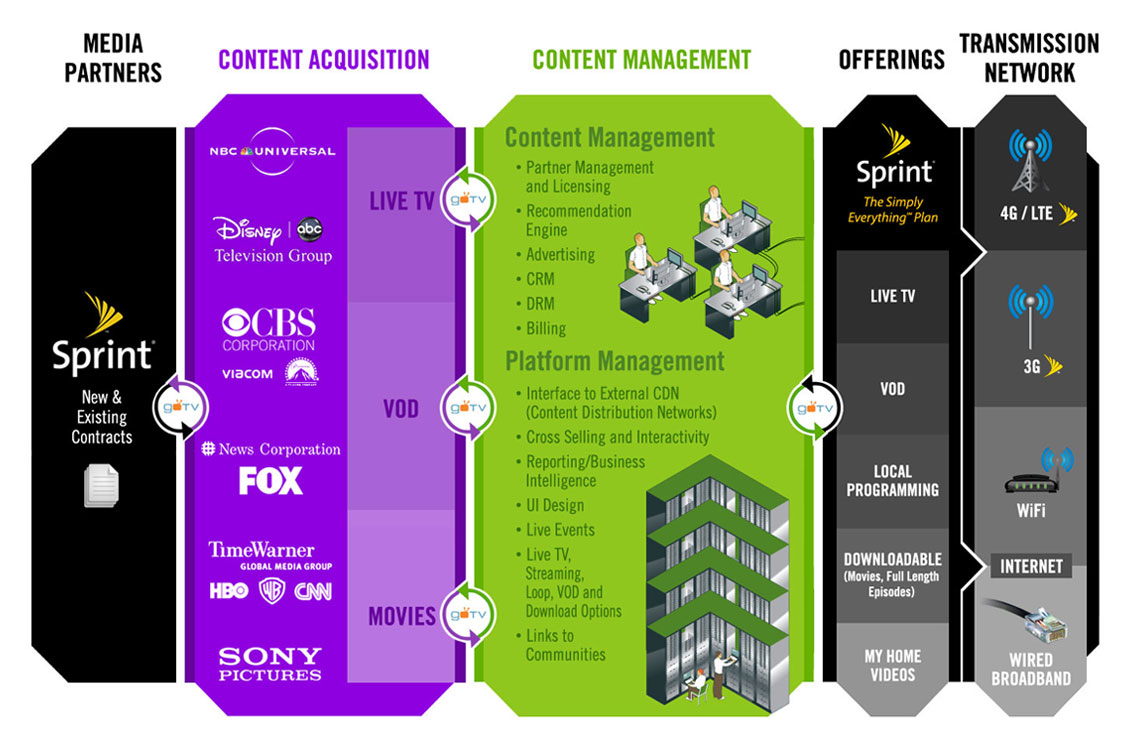 MEDIA
PARTNERS
CONTENT ACQUISITION
CONTENT MANAGEMENT
OFFERINGS
TRANSMISSION
NETWORK
Sprint
New &
Existing
Contracts
goTV
NBC UNIVERSAL
Disney abc
Television Group
CBS
CORPORATION
VIACOM
News Corporation
FOX
TimeWarner
GLOBAL MEDIA GROUP
HBO WB CNN
SONY
PICTURES
LIVE TV
VOD
MOVIES
goTV
goTV
goTV
Content Management
• Partner Management
and Licensing
• Recommendation
Engine
• Advertising
• CRM
• DRM
• Billing
Platform Management
• Interface to External CDN
(Content Distribution Networks)
• Cross Selling and Interactivity
• Reporting/Business
Intelligence
• UI Design
• Live Events
• Live TV,
Streaming,
Loop, VOD and
Download Options
• Links to
Communities
goTV
Sprint
The Simply
Everything™ Plan
LIVE TV
VOD
LOCAL
PROGRAMMING
DOWNLOADABLE
(Movies, Full Length
Episodes)
MY HOME
VIDEOS
4G / LTE
3G
WiFi
INTERNET
WIRED
BROADBAND